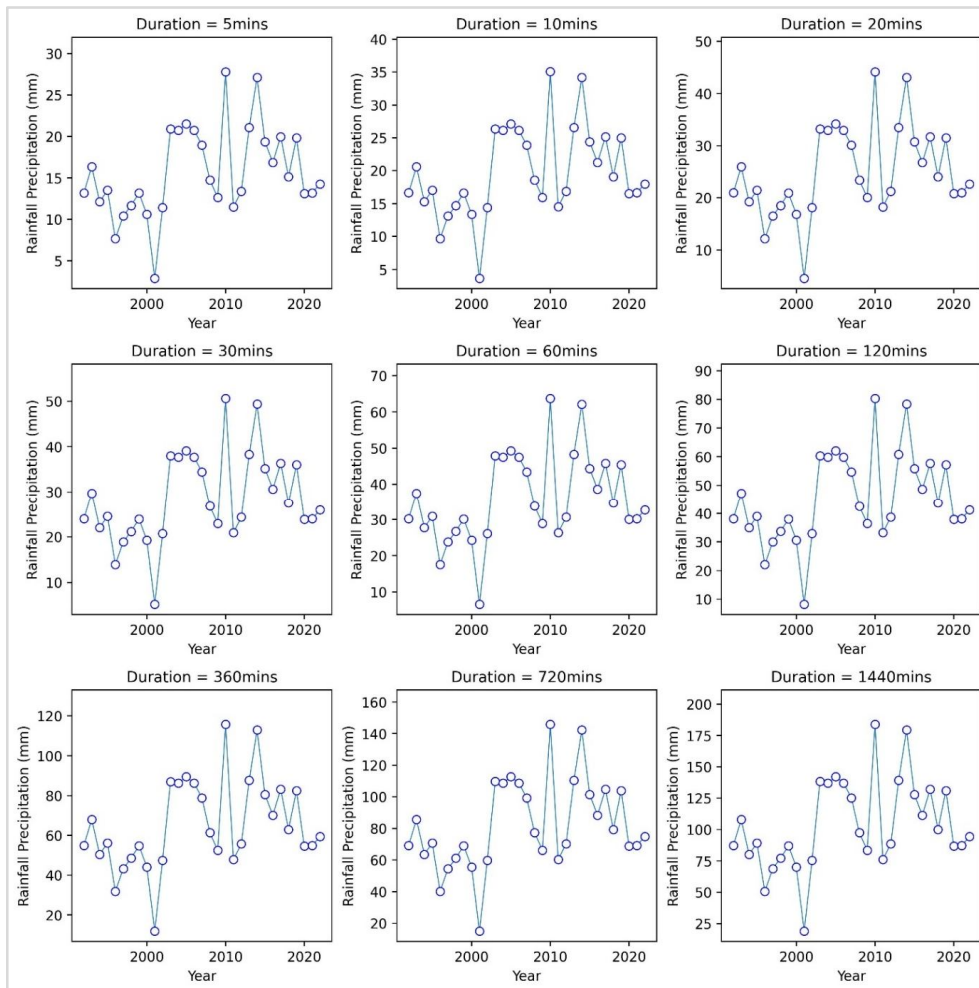 Duration = 5mins
Rainfall Precipitation (mm)
30
25
20
15
10
5
2000 2010 2020
Year
Duration = 10mins
Rainfall Precipitation (mm)
40
35
30
25
20
15
10
5
2000 2010 2020
Year
Duration = 20mins
Rainfall Precipitation (mm)
50
40
30
20
10
2000 2010 2020
Year
Duration = 30mins
Rainfall Precipitation (mm)
50
40
30
20
10
2000 2010 2020
Year
Duration = 60mins
Rainfall Precipitation (mm)
70
60
50
40
30
20
10
2000 2010 2020
Year
Duration = 120mins
Rainfall Precipitation (mm)
90
80
70
60
50
40
30
20
10
2000 2010 2020
Year
Duration = 360mins
Rainfall Precipitation (mm)
120
100
80
60
40
20
2000 2010 2020
Year
Duration = 720mins
Rainfall Precipitation (mm)
160
140
120
100
80
60
40
20
2000 2010 2020
Year
Duration = 1440mins
Rainfall Precipitation (mm)
200
175
150
125
100
75
50
25
2000 2010 2020
Year